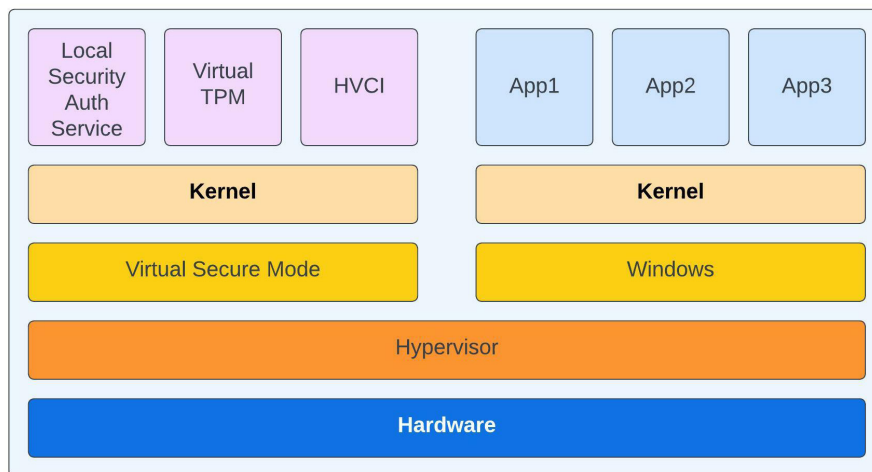 Local
Security
Auth
Service
Virtual
TPM
HVCI
App1
App2
App3
Kernel
Kernel
Virtual Secure Mode
Windows
Hypervisor
Hardware